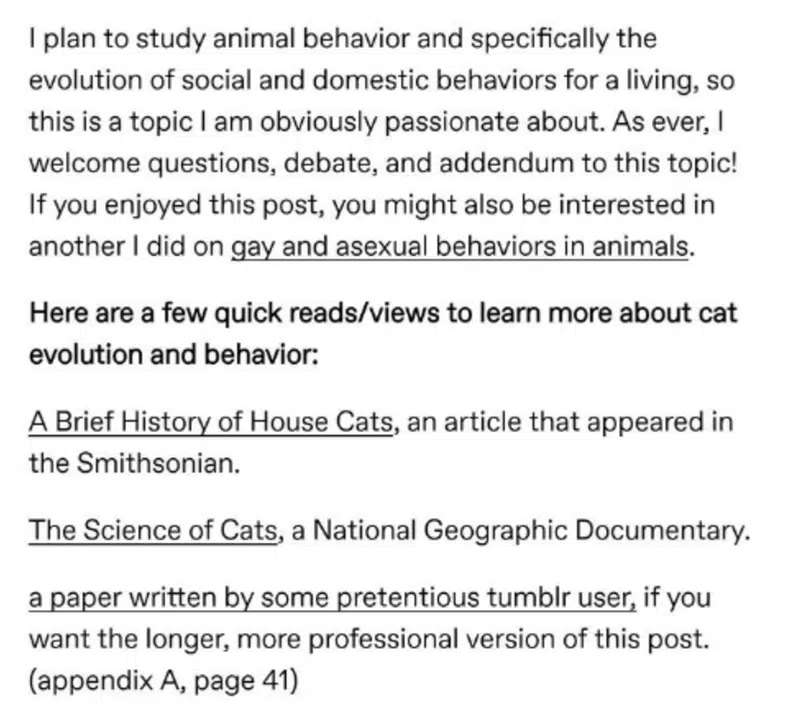 I plan to study animal behavior and specifically the
evolution of social and domestic behaviors for a living, so
this is a topic I am obviously passionate about. As ever, I
welcome questions, debate, and addendum to this topic!
If you enjoyed this post, you might also be interested in
another I did on gay and asexual behaviors in animals.
Here are a few quick reads/views to learn more about cat
evolution and behavior:
A Brief History of House Cats, an article that appeared in
the Smithsonian.
The Science of Cats, a National Geographic Documentary.
a paper written by some pretentious tumblr user, if you
want the longer, more professional version of this post.
(appendix A, page 41)